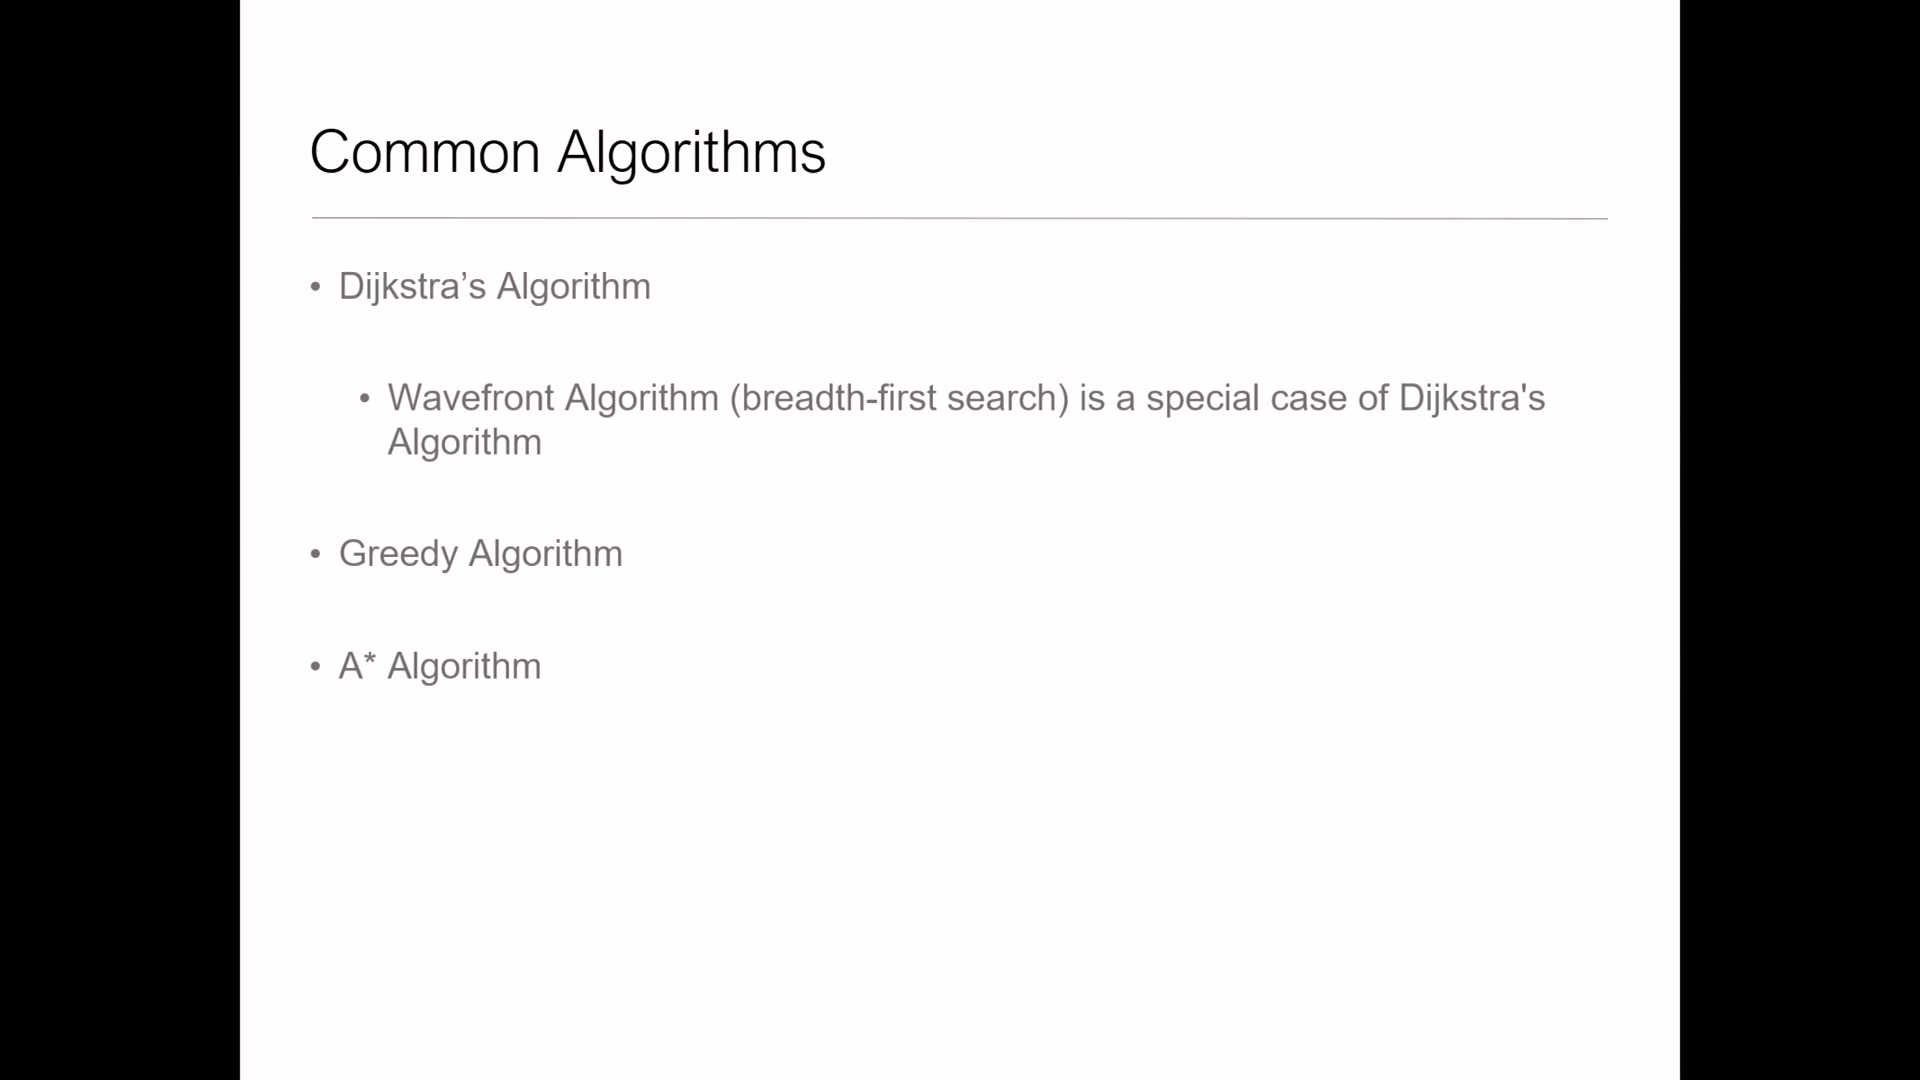 Common Algorithms
• Dijkstra’s Algorithm
• Wavefront Algorithm (breadth-first search) is a special case of Dijkstra's
Algorithm
• Greedy Algorithm
• A* Algorithm